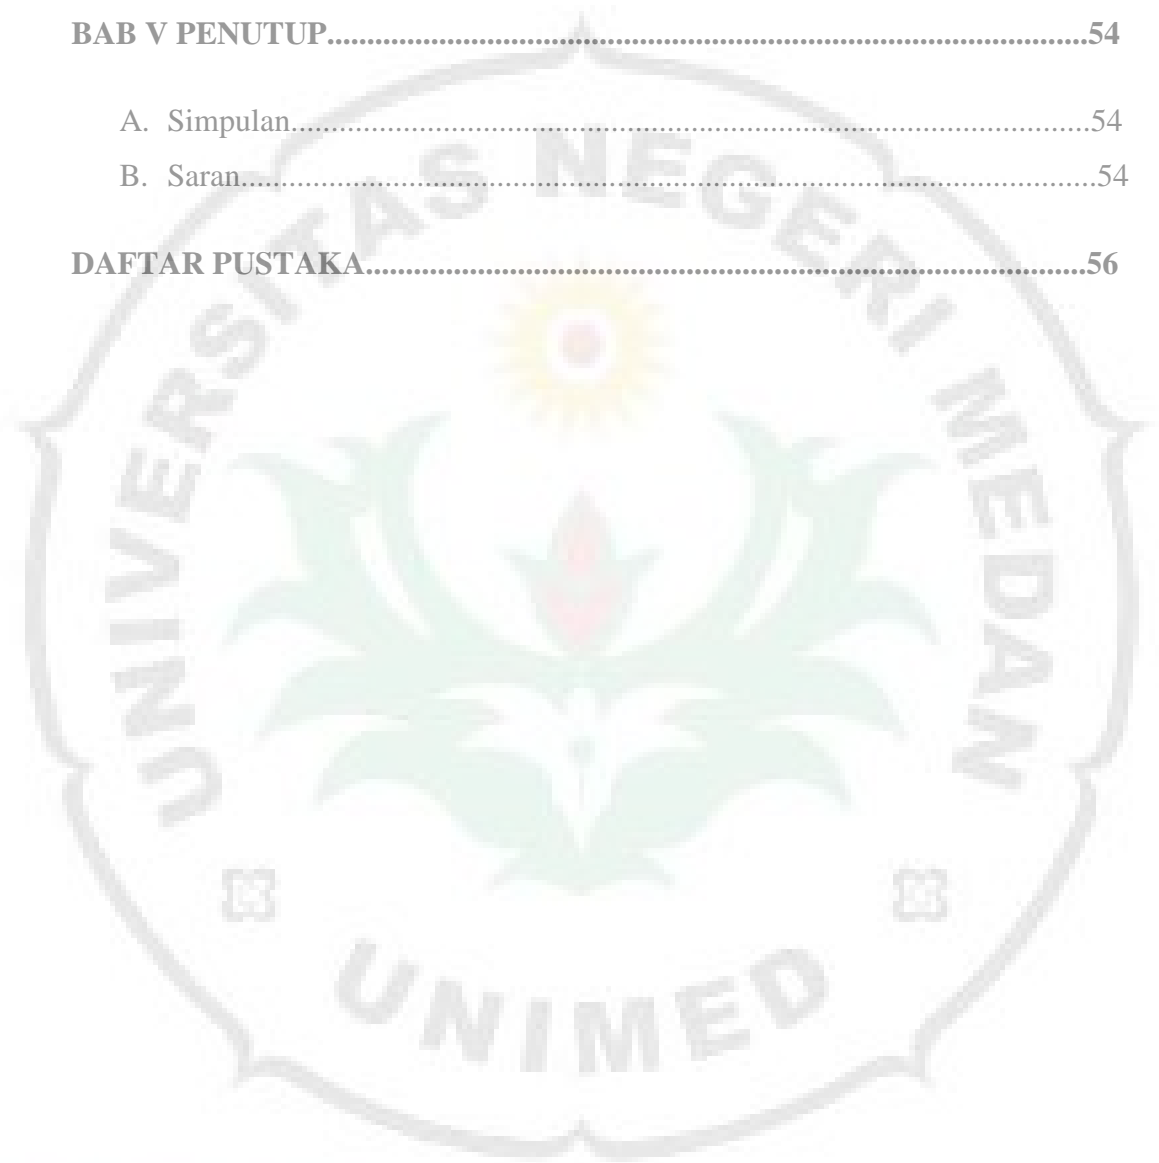 BAB V PENUTUP..........................................................................................54
A. Simpulan..........................................................................................54
B. Saran..........................................................................................54
DAFTAR PUSTAKA..........................................................................................56
UNIVERSITAS NEGERI MEDAN
UNIMED